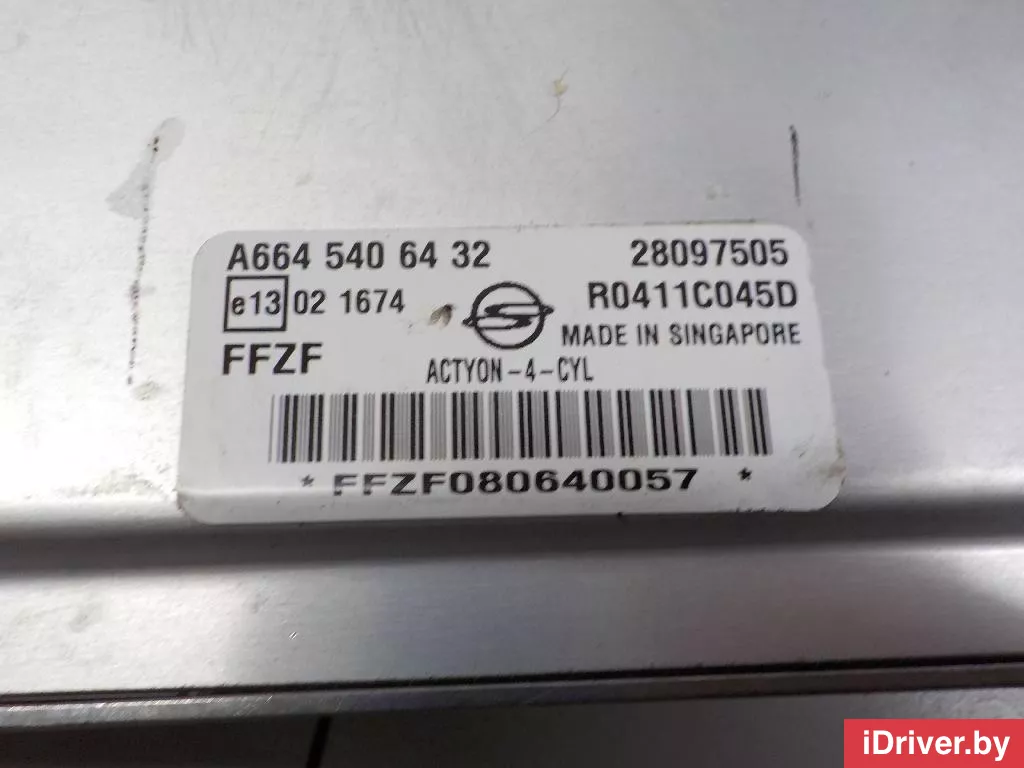 A664 540 64 32 28097505
e13 02 1674 R0411C045D
MADE IN SINGAPORE
FFZF
ACTYON-4-CYL
* FFZF080640057 *
iDriver.by